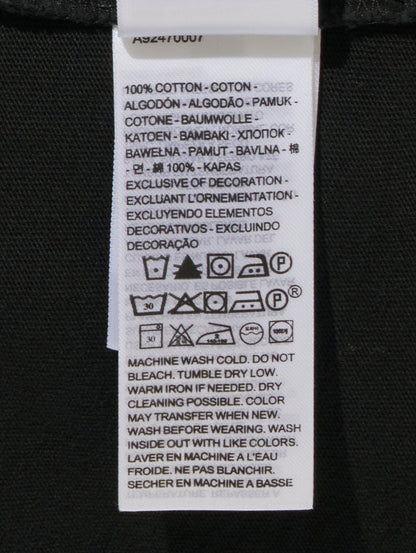 A92470007
100% COTTON - COTON -
ALGODÓN - ALGODÃO - PAMUK -
COTONE - BAUMWOLLE -
KATOEN - BAMBAKI - ХЛОПОК -
BAWEŁNA - PAMUT - BAVLNA - 棉
- 면 - 綿 100% - KAPAS
EXCLUSIVE OF DECORATION -
EXCLUANT L'ORNEMENTATION -
EXCLUYENDO ELEMENTOS
DECORATIVOS - EXCLUINDO
DECORAÇÃO
P
30 P ®
30
MACHINE WASH COLD. DO NOT
BLEACH. TUMBLE DRY LOW.
WARM IRON IF NEEDED. DRY
CLEANING POSSIBLE. COLOR
MAY TRANSFER WHEN NEW.
WASH BEFORE WEARING. WASH
INSIDE OUT WITH LIKE COLORS.
LAVER EN MACHINE A L'EAU
FROIDE. NE PAS BLANCHIR.
SECHER EN MACHINE A BASSE